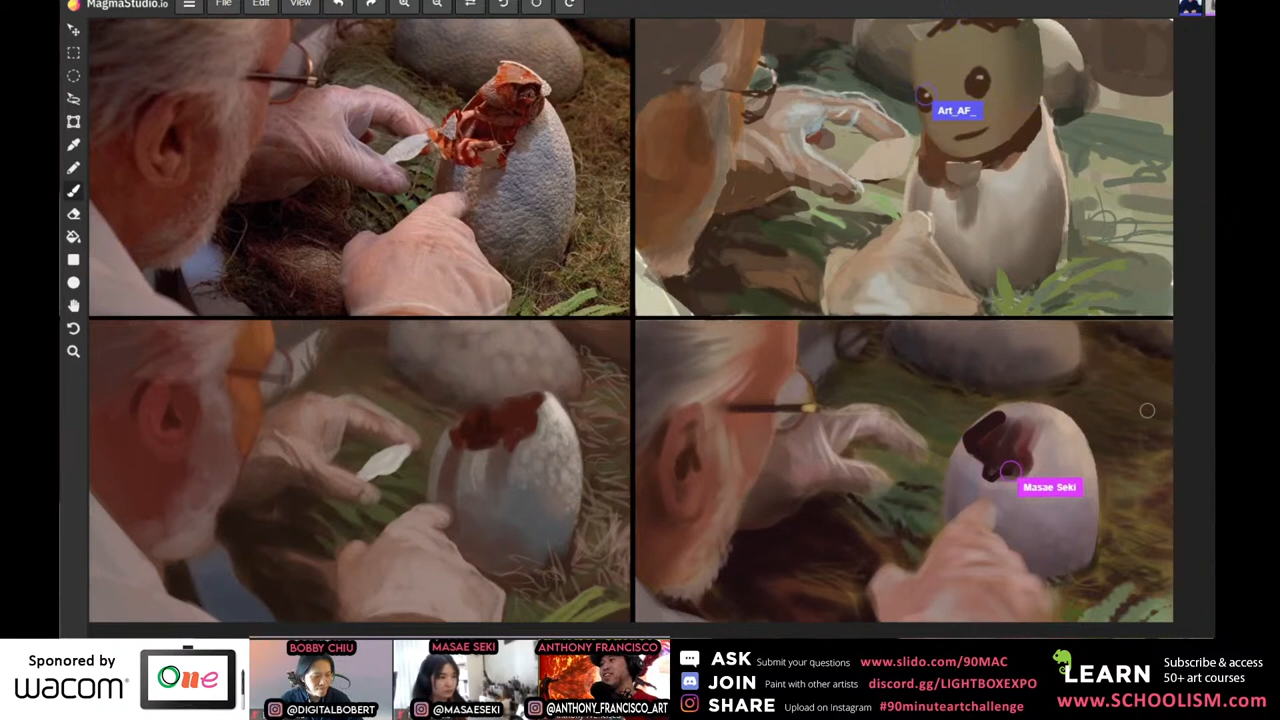 MagmaStudio.io
File
Edit
View
Art_AF_
Masae Seki
Sponsored by
wacom
One
BOBBY CHIU
@DIGITALBOBERT
MASAE SEKI
@MASAESEKI
ANTHONY FRANCISCO
@ANTHONY_FRANCISCO_ART
ASK Submit your questions www.slido.com/90MAC
JOIN Paint with other artists discord.gg/LIGHTBOXEXPO
SHARE Upload on Instagram #90minuteartchallenge
LEARN
Subscribe & access
50+ art courses
www.SCHOOLISM.com